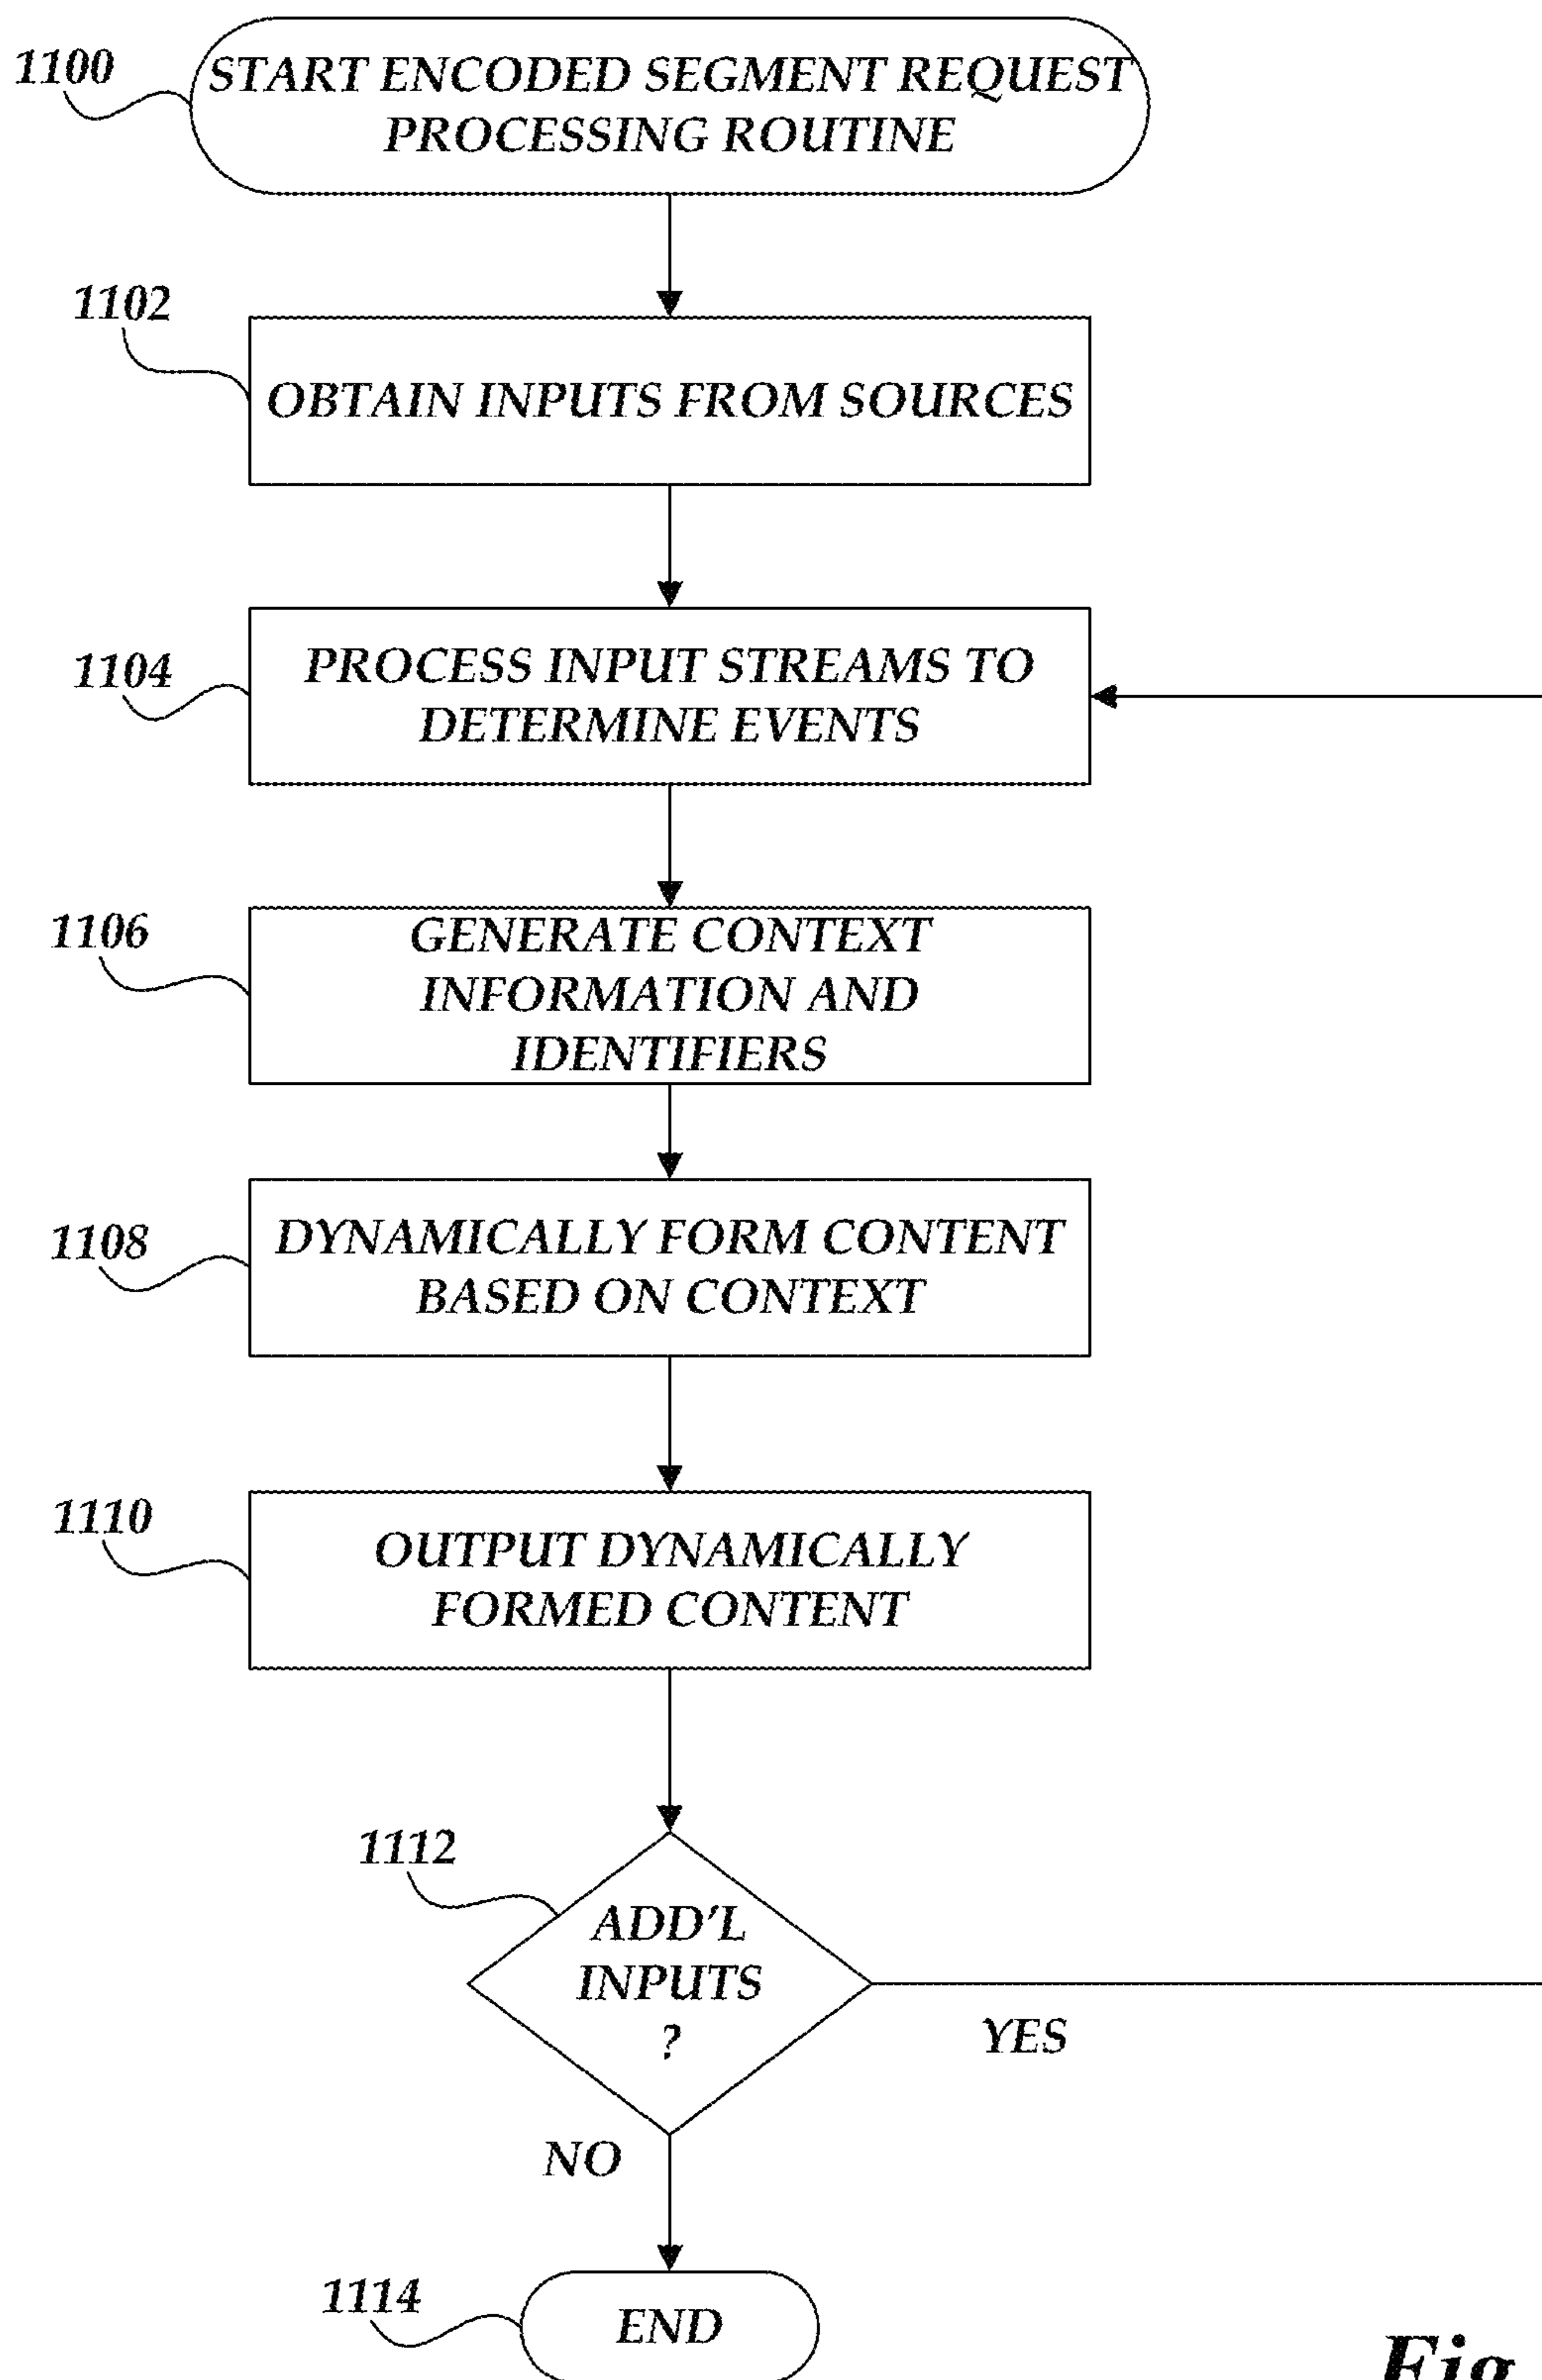 1100
START ENCODED SEGMENT REQUEST
PROCESSING ROUTINE
1102
OBTAIN INPUTS FROM SOURCES
1104
PROCESS INPUT STREAMS TO
DETERMINE EVENTS
1106
GENERATE CONTEXT
INFORMATION AND
IDENTIFIERS
1108
DYNAMICALLY FORM CONTENT
BASED ON CONTEXT
1110
OUTPUT DYNAMICALLY
FORMED CONTENT
1112
ADD'L
INPUTS
?
YES
NO
1114
END
Fig